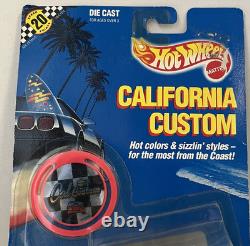 20
DIE CAST
FOR AGES OVER 3
HOT WHEELS
MATTEL
CALIFORNIA
CUSTOM
Hot colors & sizzlin' styles –
for the most from the Coast!